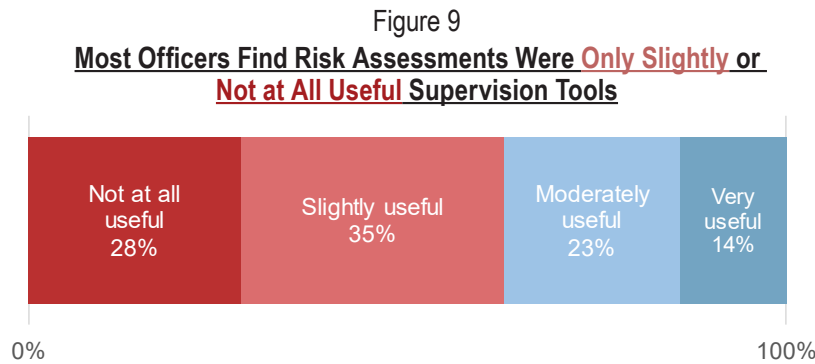 Figure 9
Most Officers Find Risk Assessments Were Only Slightly or
Not at All Useful Supervision Tools
Not at all
useful
28%
Slightly useful
35%
Moderately
useful
23%
Very
useful
14%
0%
100%